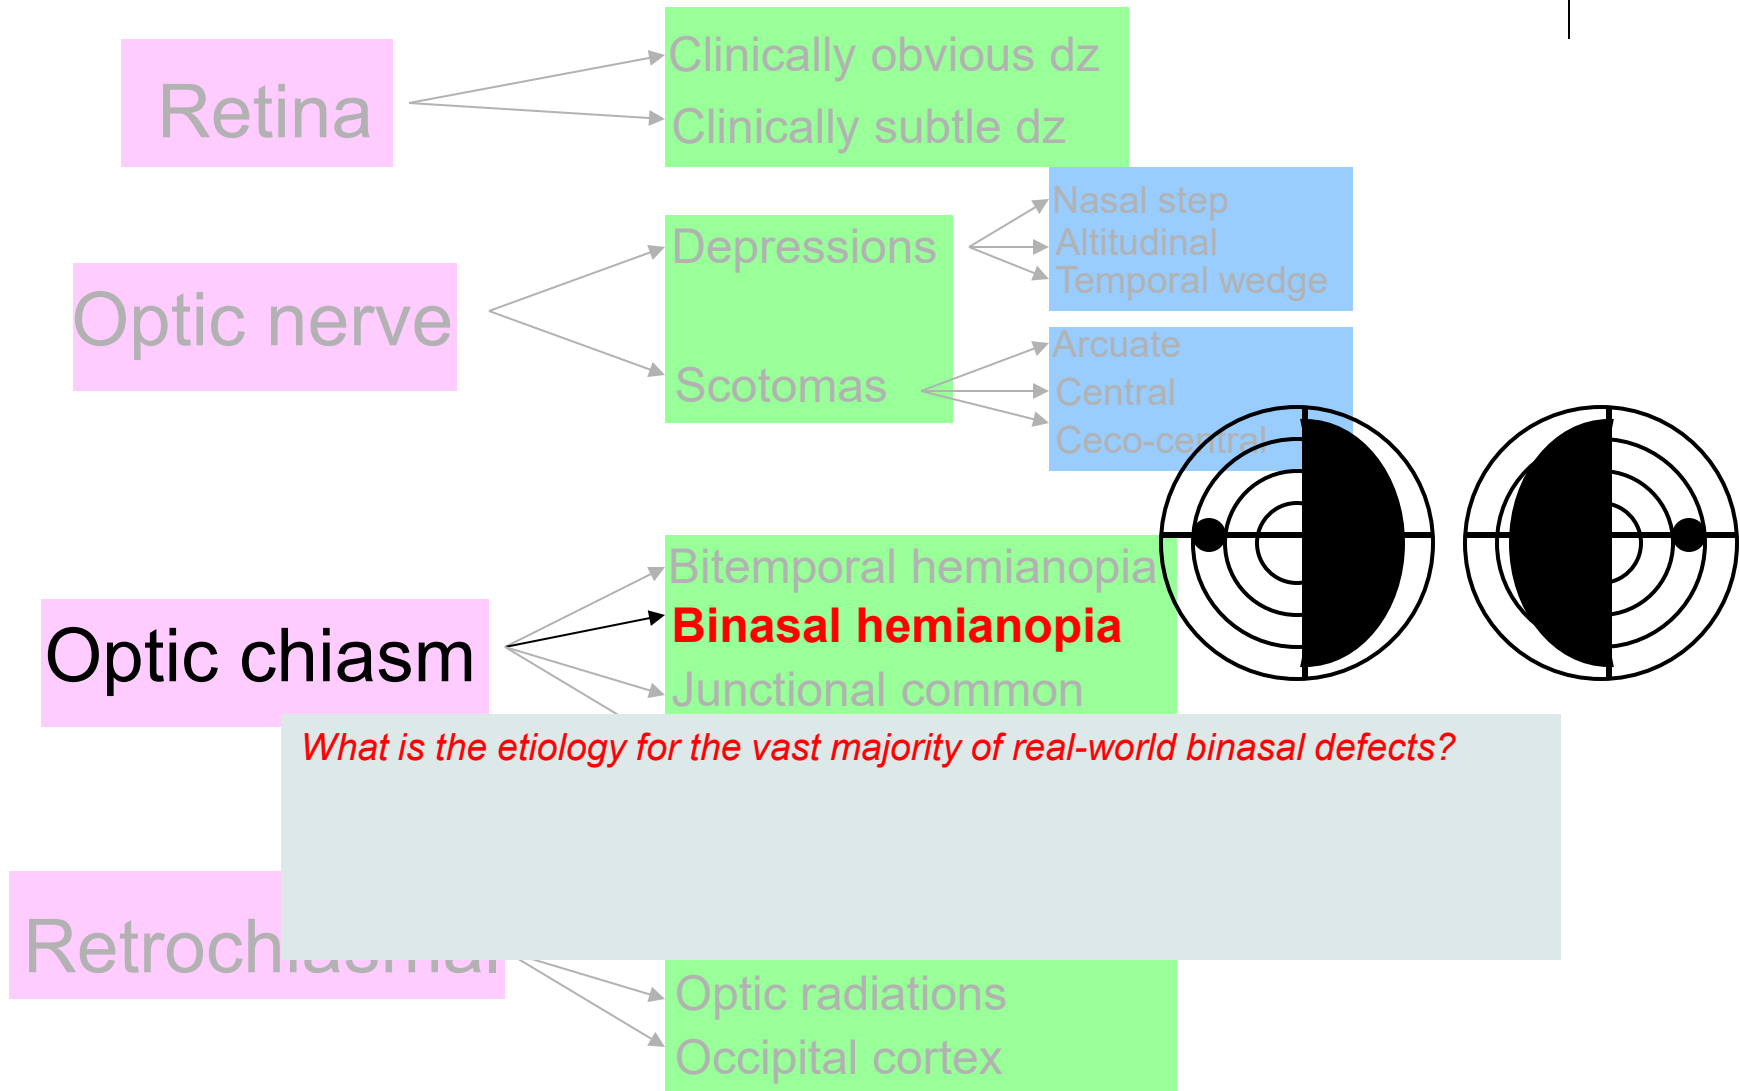 Retina
Clinically obvious dz
Clinically subtle dz
Optic nerve
Depressions
Nasal step
Altitudinal
Temporal wedge
Scotomas
Arcuate
Central
Ceco-central
Optic chiasm
Bitemporal hemianopia
Binasal hemianopia
Junctional common
What is the etiology for the vast majority of real-world binasal defects?
Retrochiasmal
Optic radiations
Occipital cortex